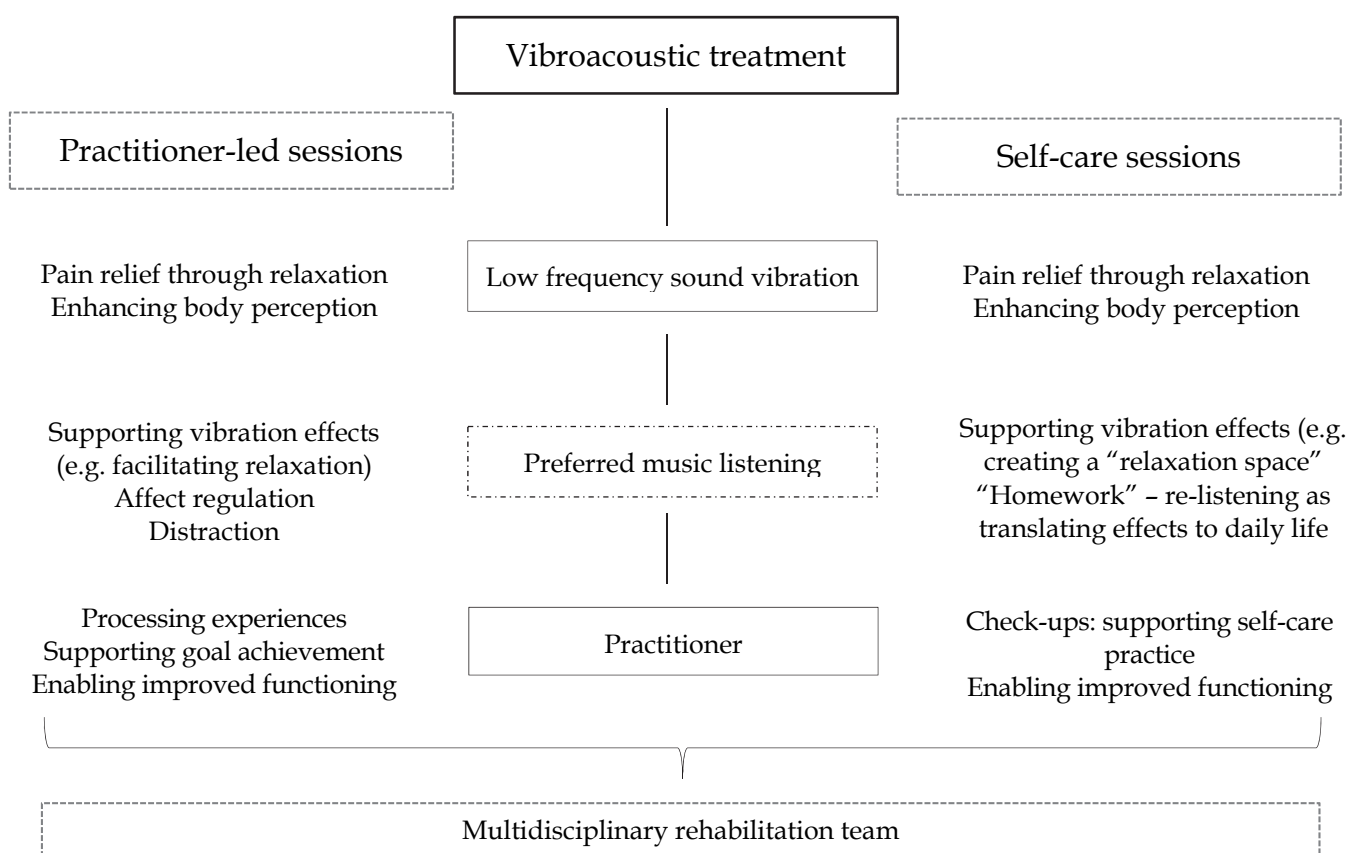 Vibroacoustic treatment
Practitioner-led sessions
Self-care sessions
Pain relief through relaxation
Enhancing body perception
Low frequency sound vibration
Pain relief through relaxation
Enhancing body perception
Supporting vibration effects
(e.g. facilitating relaxation)
Affect regulation
Distraction
Preferred music listening
Supporting vibration effects (e.g.
creating a “relaxation space”
“Homework” – re-listening as
translating effects to daily life
Processing experiences
Supporting goal achievement
Enabling improved functioning
Practitioner
Check-ups: supporting self-care
practice
Enabling improved functioning
Multidisciplinary rehabilitation team